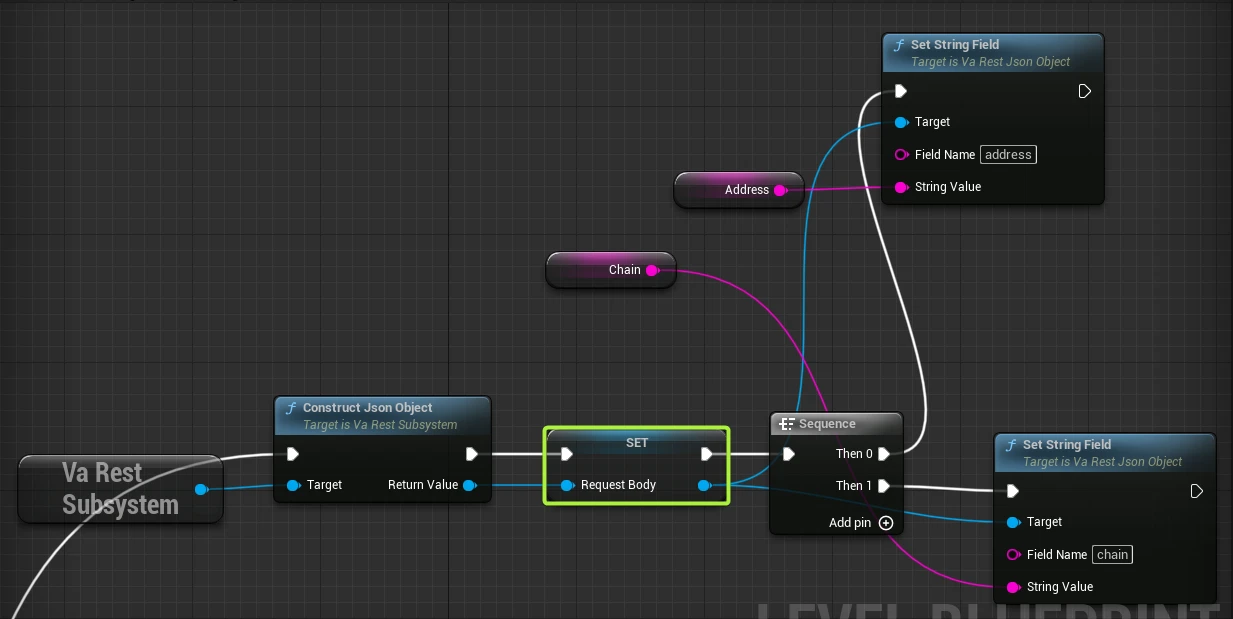 f Set String Field
Target is Va Rest Json Object
Target
Field Name address
String Value
Address
Chain
f Construct Json Object
Target is Va Rest Subsystem
Target Return Value
Va Rest
Subsystem
SET
Request Body
Sequence
Then 0
Then 1
Add pin
f Set String Field
Target is Va Rest Json Object
Target
Field Name chain
String Value
LEVEL BLUEPRINT